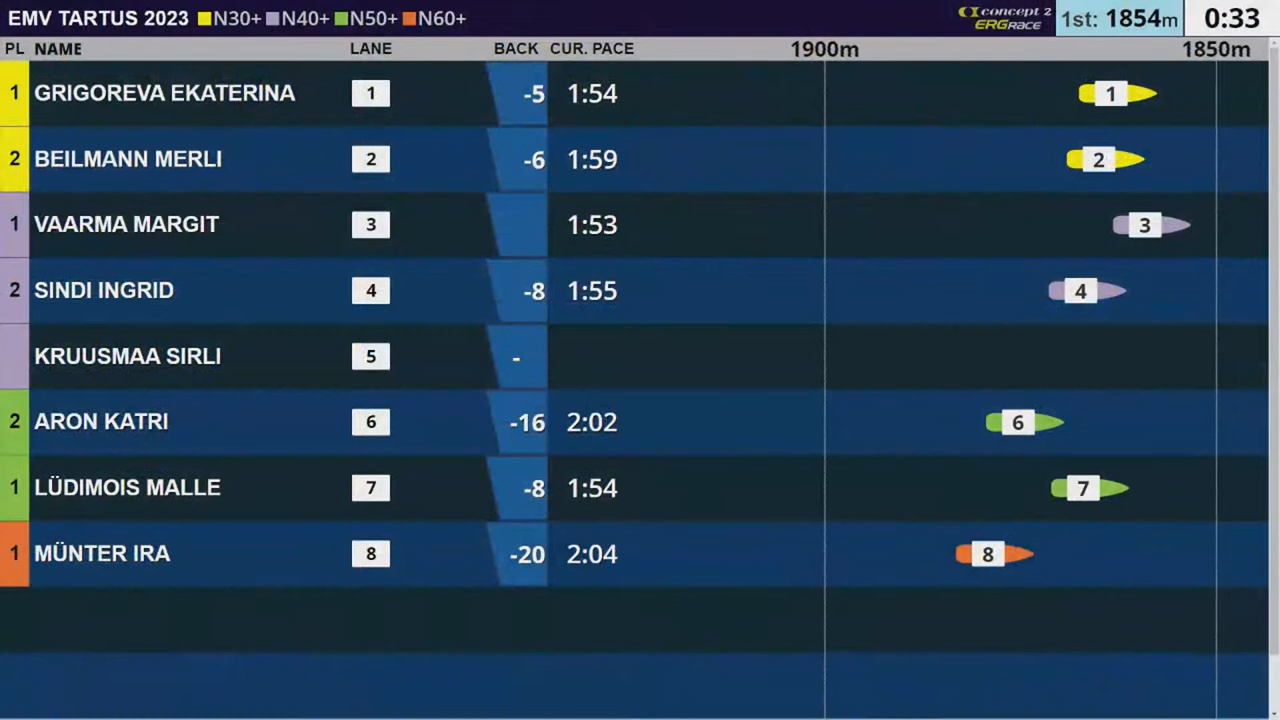 EMV TARTUS 2023 N30+ N40+ N50+ N60+ concept 2 ERGRACE 1st: 1854m 0:33
PL NAME LANE BACK CUR. PACE 1900m 1850m
1 GRIGOREVA EKATERINA 1 -5 1:54 1
2 BEILMANN MERLI 2 -6 1:59 2
1 VAARMA MARGIT 3 1:53 3
2 SINDI INGRID 4 -8 1:55 4
KRUUSMAA SIRLI 5 -
2 ARON KATRI 6 -16 2:02 6
1 LÜDIMOIS MALLE 7 -8 1:54 7
1 MÜNTER IRA 8 -20 2:04 8